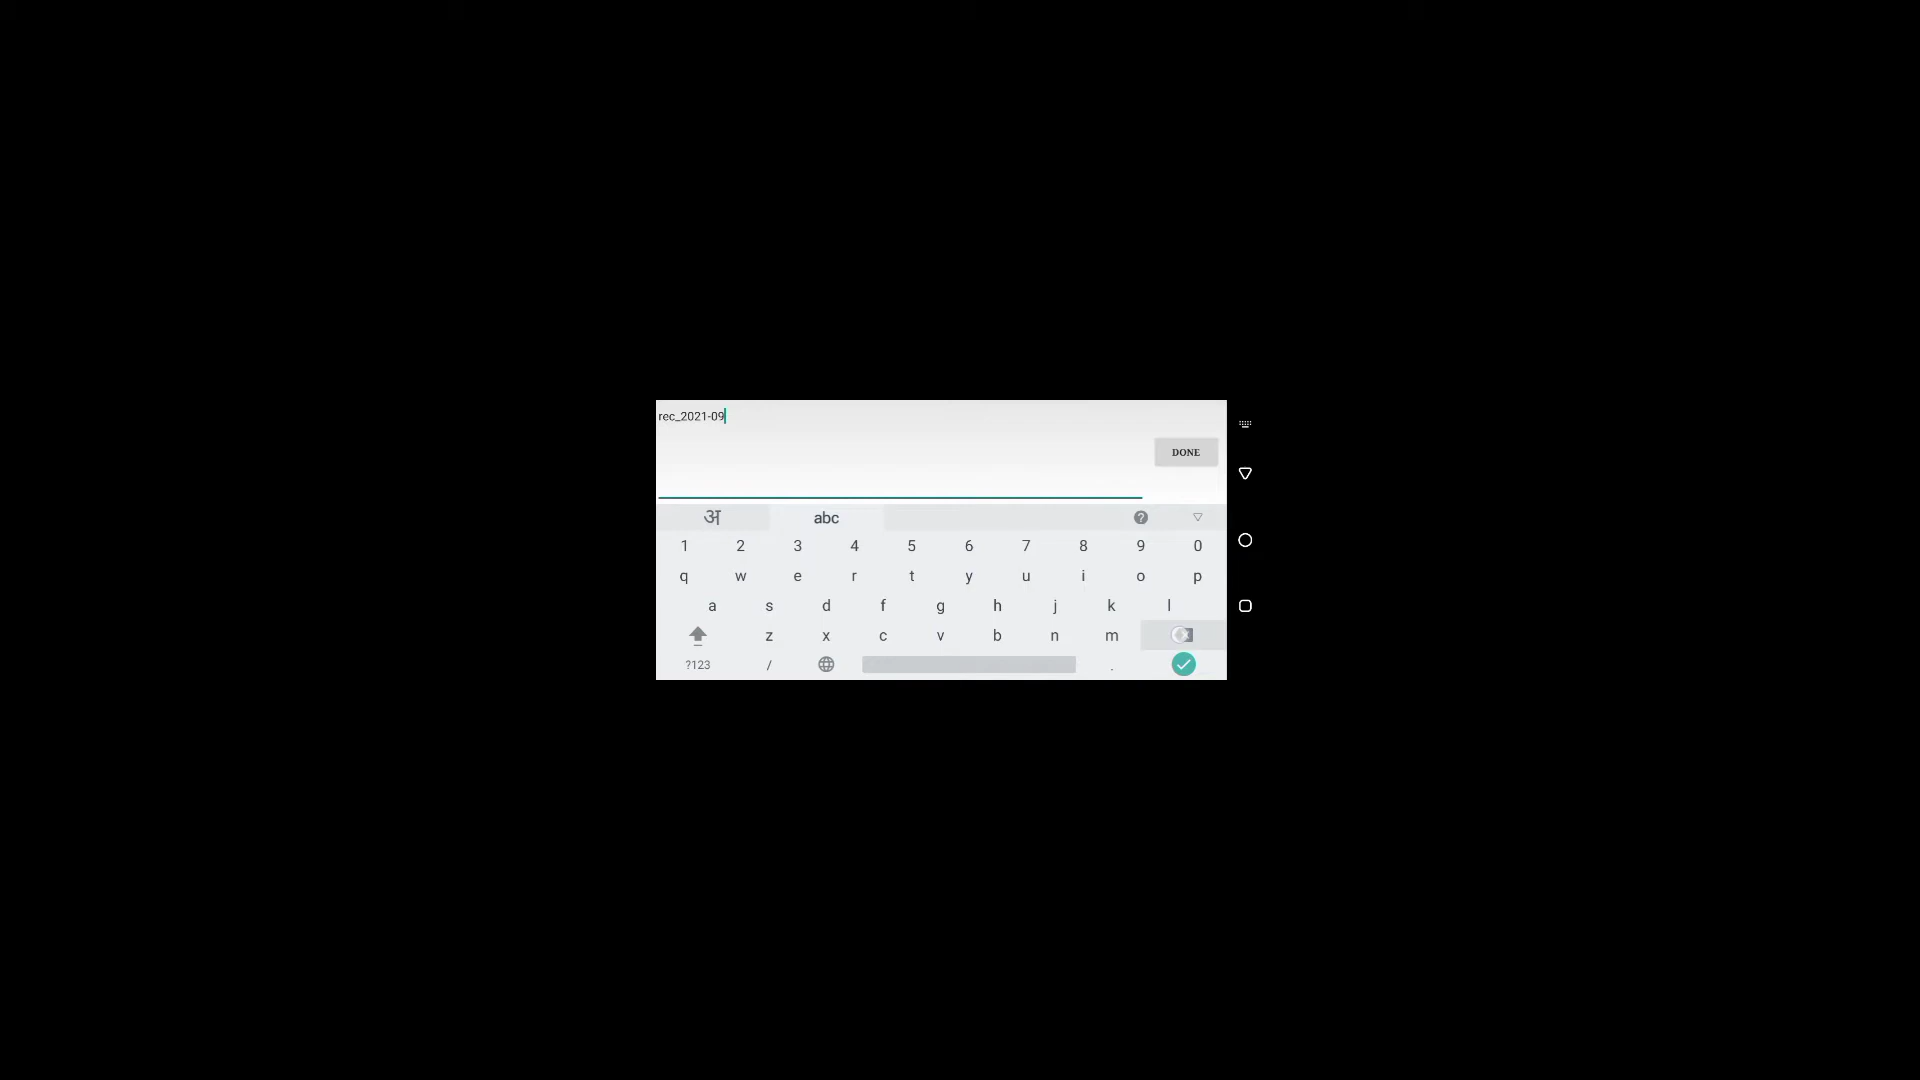 rec_2021-09
DONE
अ abc
1 2 3 4 5 6 7 8 9 0
q w e r t y u i o p
a s d f g h j k l
z x c v b n m
?123 / .